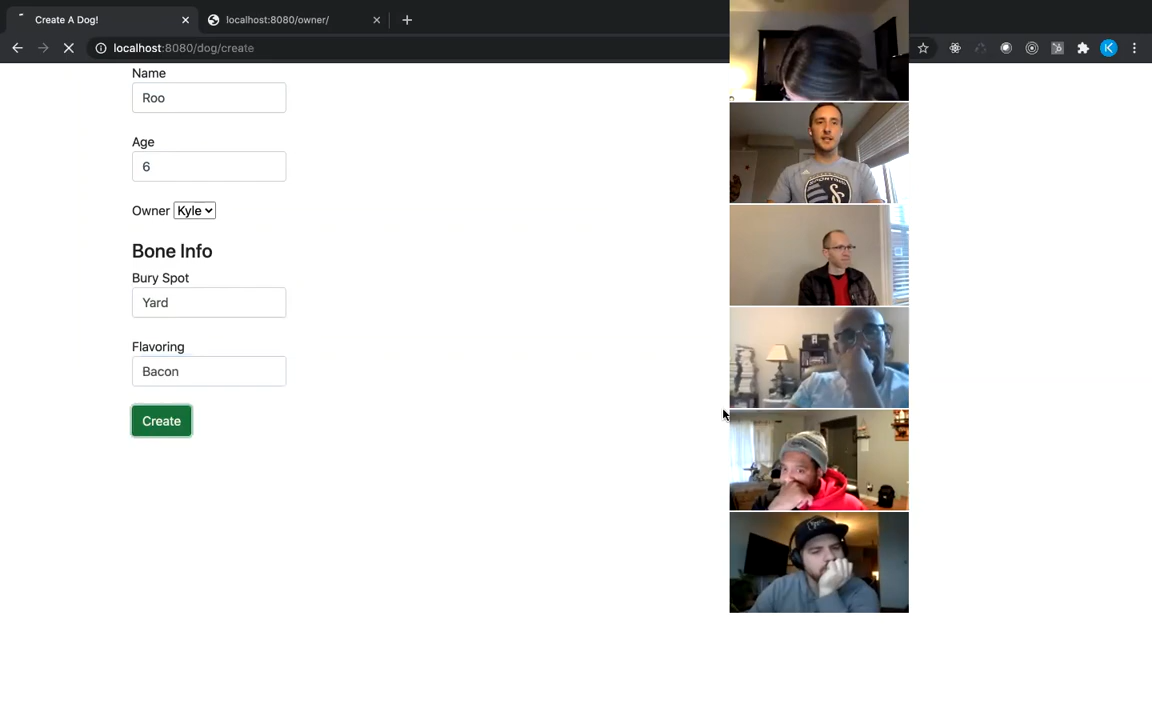 Create A Dog!
localhost:8080/owner/
localhost:8080/dog/create
K
Name
Roo
Age
6
Owner Kyle
Bone Info
Bury Spot
Yard
Flavoring
Bacon
Create
SPORTING